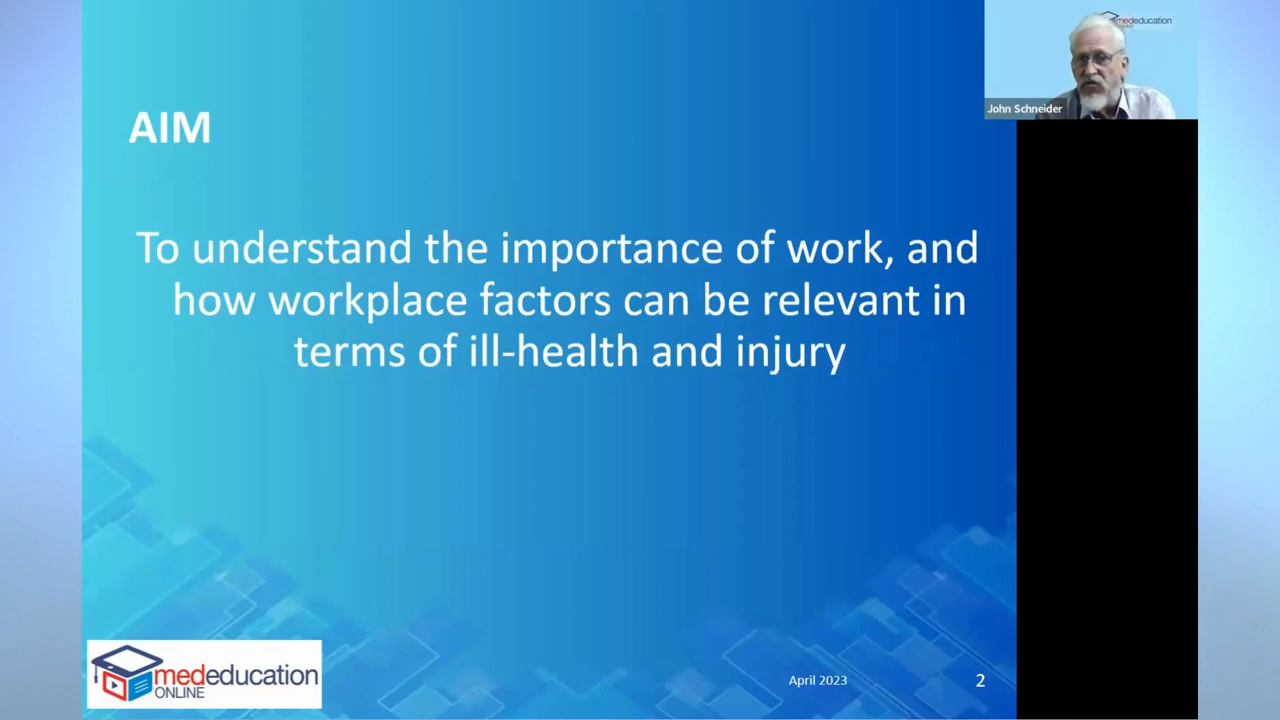 mededucation
John Schneider
AIM
To understand the importance of work, and
how workplace factors can be relevant in
terms of ill-health and injury
mededucation
ONLINE
April 2023
2